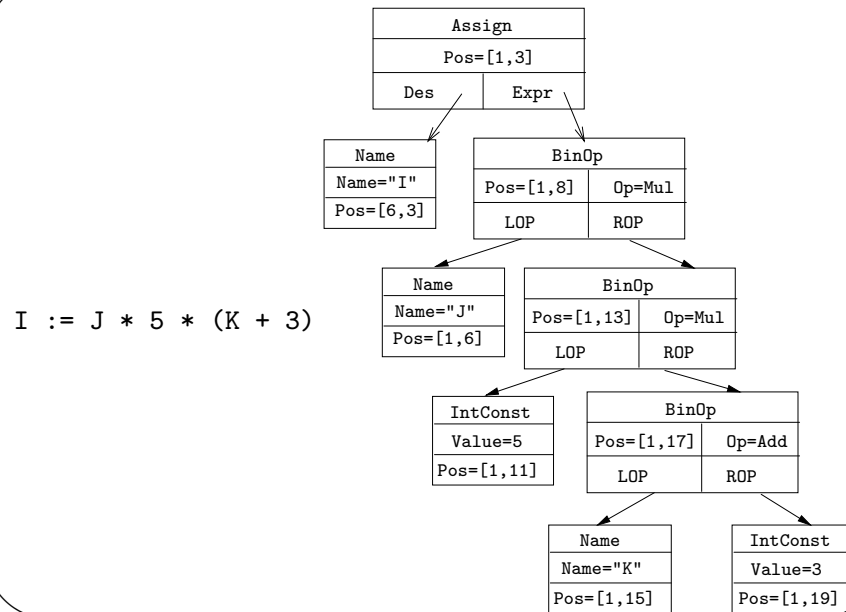 Assign
Pos=[1,3]
Des Expr
Name
Name="I"
Pos=[6,3]
BinOp
Pos=[1,8] Op=Mul
LOP ROP
I := J * 5 * (K + 3)
Name
Name="J"
Pos=[1,6]
BinOp
Pos=[1,13] Op=Mul
LOP ROP
IntConst
Value=5
Pos=[1,11]
BinOp
Pos=[1,17] Op=Add
LOP ROP
Name
Name="K"
Pos=[1,15]
IntConst
Value=3
Pos=[1,19]